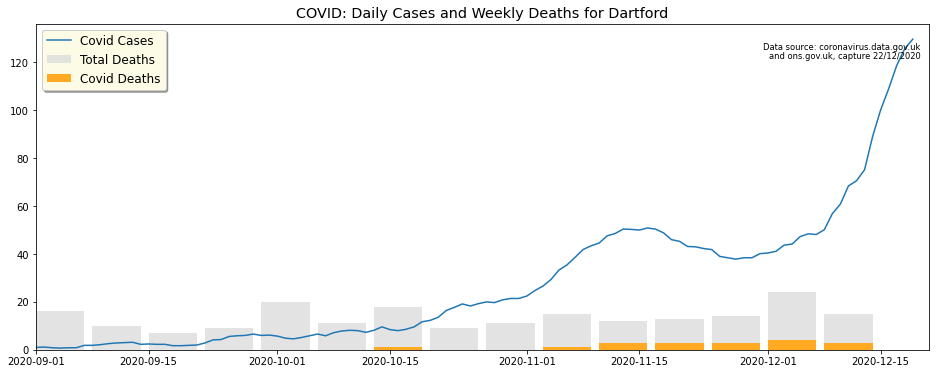 COVID: Daily Cases and Weekly Deaths for Dartford
Covid Cases
Total Deaths
Covid Deaths
Data source: coronavirus.data.gov.uk
and ons.gov.uk, capture 22/12/2020
120
100
80
60
40
20
0
2020-09-01 2020-09-15 2020-10-01 2020-10-15 2020-11-01 2020-11-15 2020-12-01 2020-12-15